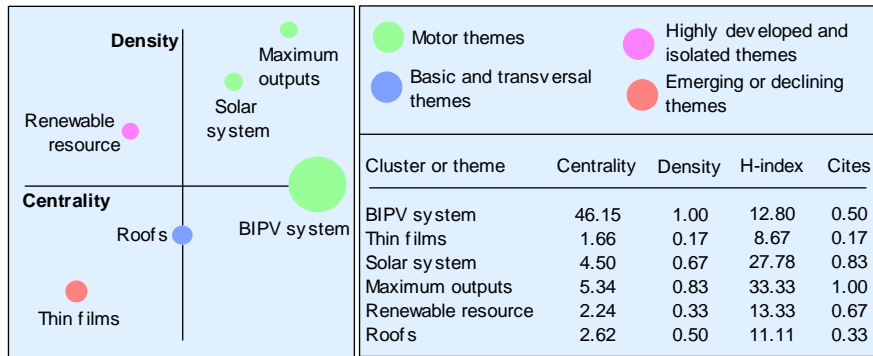 Density
Maximum
outputs
Solar
system
Renewable
resource
Centrality
Roofs
BIPV system
Thin films
Motor themes
Highly developed and
isolated themes
Basic and transversal
themes
Emerging or declining
themes
Cluster or theme Centrality Density H-index Cites
BIPV system 46.15 1.00 12.80 0.50
Thin films 1.66 0.17 8.67 0.17
Solar system 4.50 0.67 27.78 0.83
Maximum outputs 5.34 0.83 33.33 1.00
Renewable resource 2.24 0.33 13.33 0.67
Roofs 2.62 0.50 11.11 0.33